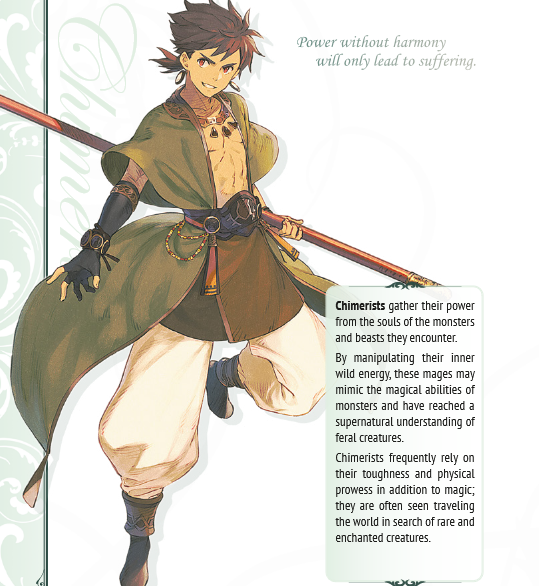 Chimer
Power without harmony
will only lead to suffering.
Chimerists gather their power
from the souls of the monsters
and beasts they encounter.
By manipulating their inner
wild energy, these mages may
mimic the magical abilities of
monsters and have reached a
supernatural understanding of
feral creatures.
Chimerists frequently rely on
their toughness and physical
prowess in addition to magic;
they are often seen traveling
the world in search of rare and
enchanted creatures.